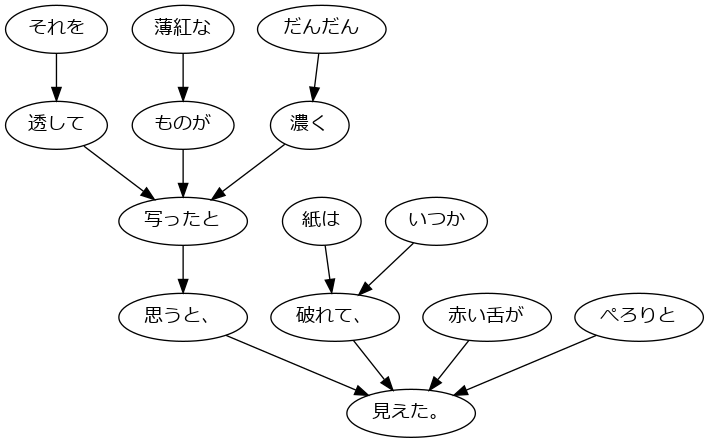 それを 薄紅な だんだん
透して ものが 濃く
写ったと 紙は いつか
思うと、 破れて、 赤い舌が ぺろりと
見えた。